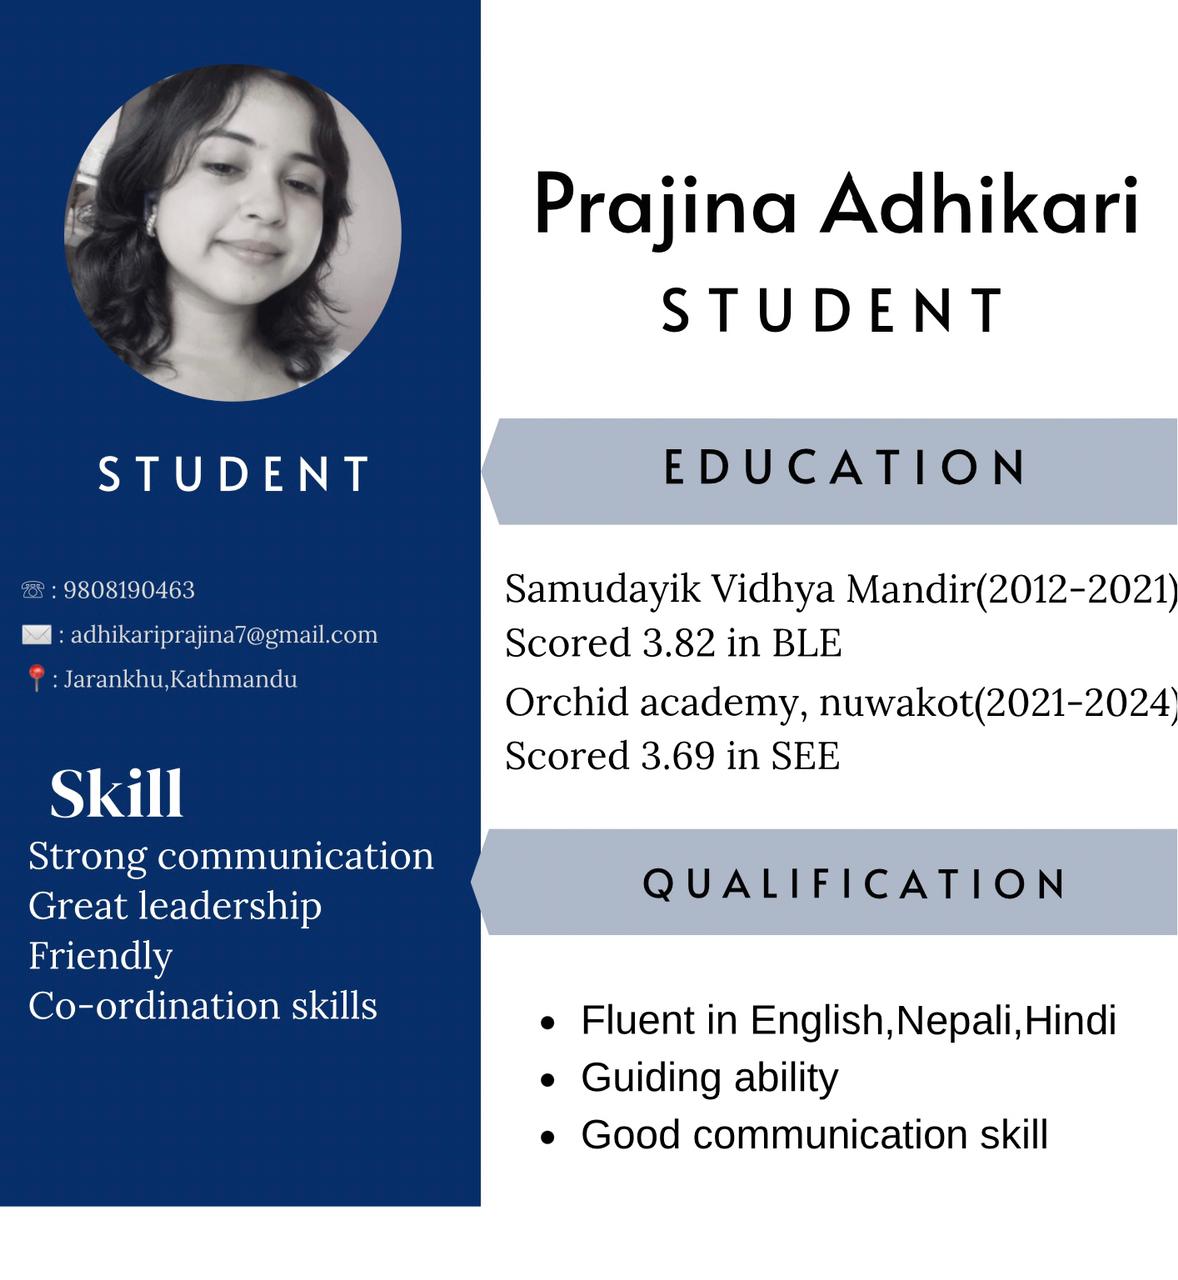 Prajina Adhikari
STUDENT
STUDENT
☏ : 9808190463
✉️ : adhikariprajina7@gmail.com
📍 : Jarankhu,Kathmandu
Skill
Strong communication
Great leadership
Friendly
Co-ordination skills
EDUCATION
Samudayik Vidhya Mandir(2012-2021)
Scored 3.82 in BLE
Orchid academy, nuwakot(2021-2024)
Scored 3.69 in SEE
QUALIFICATION
• Fluent in English,Nepali,Hindi
• Guiding ability
• Good communication skill